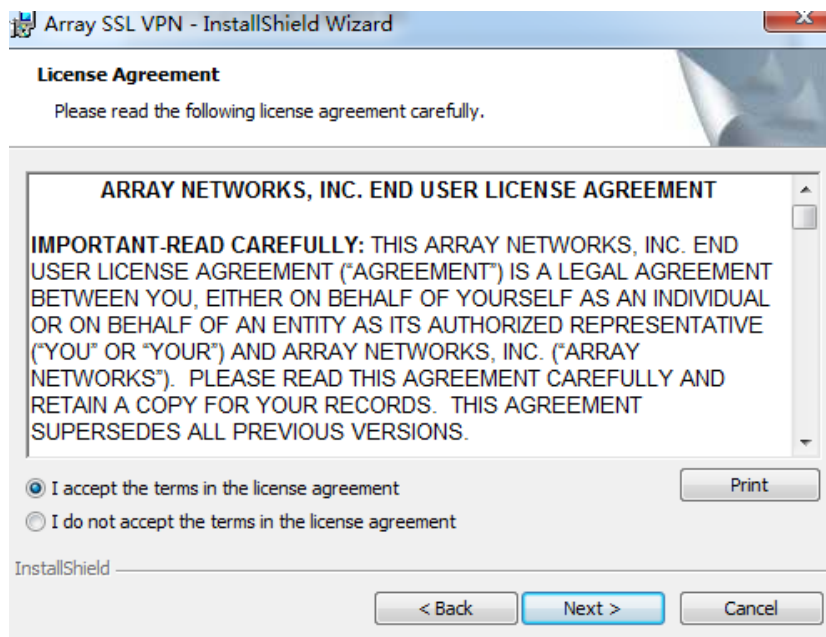 Array SSL VPN - InstallShield Wizard
License Agreement
Please read the following license agreement carefully.
ARRAY NETWORKS, INC. END USER LICENSE AGREEMENT
IMPORTANT-READ CAREFULLY: THIS ARRAY NETWORKS, INC. END
USER LICENSE AGREEMENT (“AGREEMENT”) IS A LEGAL AGREEMENT
BETWEEN YOU, EITHER ON BEHALF OF YOURSELF AS AN INDIVIDUAL
OR ON BEHALF OF AN ENTITY AS ITS AUTHORIZED REPRESENTATIVE
(“YOU” OR “YOUR”) AND ARRAY NETWORKS, INC. (“ARRAY
NETWORKS”).  PLEASE READ THIS AGREEMENT CAREFULLY AND
RETAIN A COPY FOR YOUR RECORDS.  THIS AGREEMENT
SUPERSEDES ALL PREVIOUS VERSIONS.
I accept the terms in the license agreement
Print
I do not accept the terms in the license agreement
InstallShield
< Back
Next >
Cancel